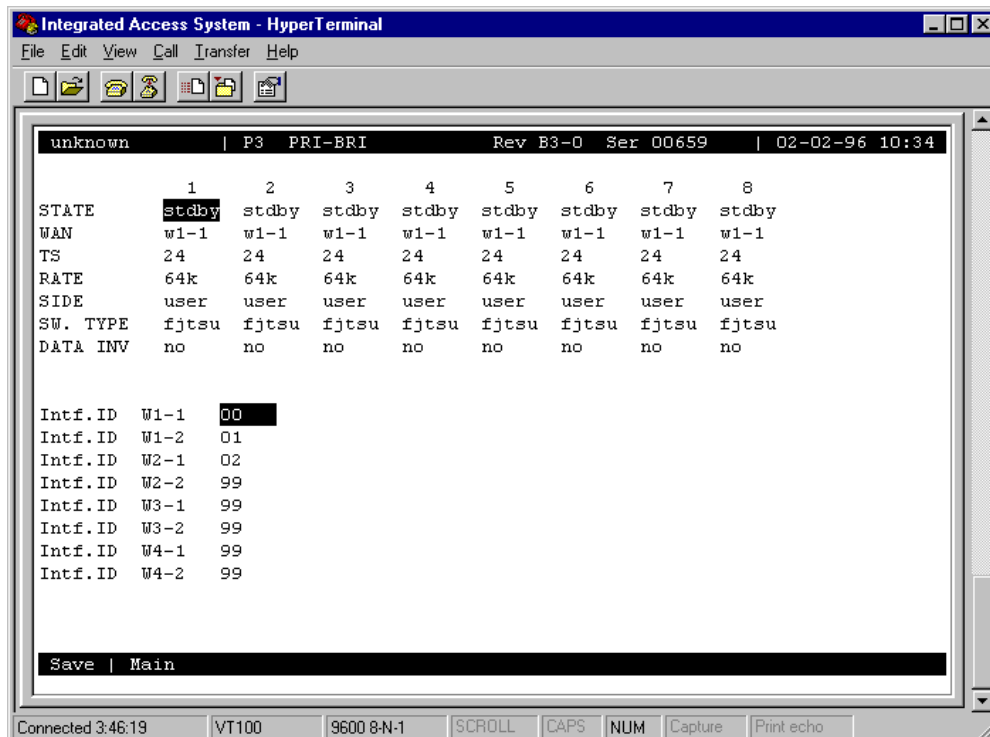 Integrated Access System - HyperTerminal
File Edit View Call Transfer Help
unknown | P3 PRI-BRI Rev B3-0 Ser 00659 | 02-02-96 10:34
1 2 3 4 5 6 7 8
STATE stdby stdby stdby stdby stdby stdby stdby stdby
WAN w1-1 w1-1 w1-1 w1-1 w1-1 w1-1 w1-1 w1-1
TS 24 24 24 24 24 24 24 24
RATE 64k 64k 64k 64k 64k 64k 64k 64k
SIDE user user user user user user user user
SW. TYPE fjtsu fjtsu fjtsu fjtsu fjtsu fjtsu fjtsu fjtsu
DATA INV no no no no no no no no
Intf.ID W1-1 00
Intf.ID W1-2 01
Intf.ID W2-1 02
Intf.ID W2-2 99
Intf.ID W3-1 99
Intf.ID W3-2 99
Intf.ID W4-1 99
Intf.ID W4-2 99
Save | Main
Connected 3:46:19 VT100 9600 8-N-1 SCROLL CAPS NUM Capture Print echo